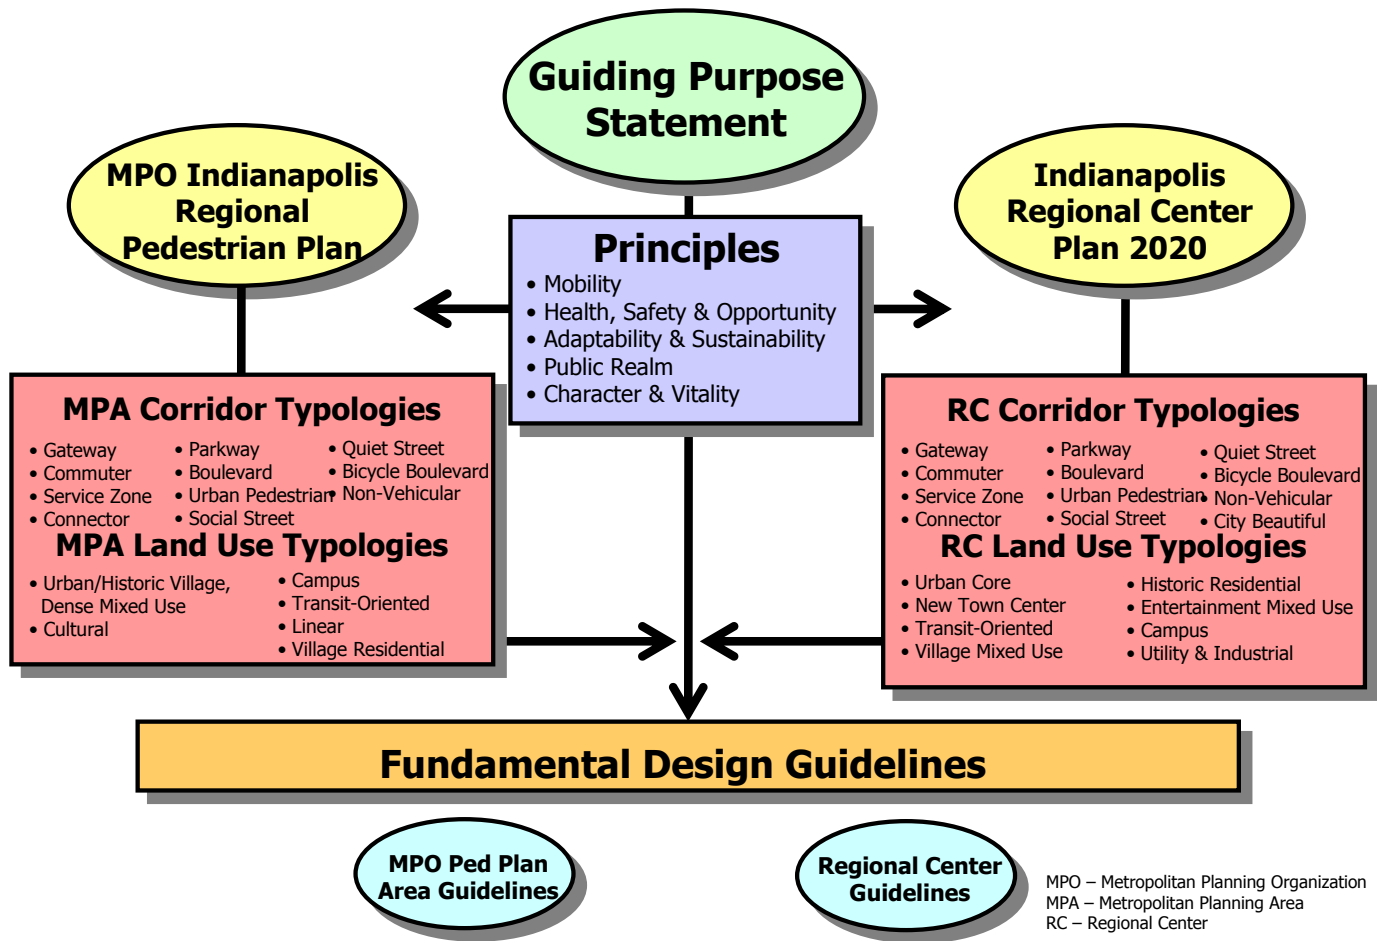 Guiding Purpose
Statement
MPO Indianapolis
Regional
Pedestrian Plan
Indianapolis
Regional Center
Plan 2020
Principles
• Mobility
• Health, Safety & Opportunity
• Adaptability & Sustainability
• Public Realm
• Character & Vitality
MPA Corridor Typologies
• Gateway
• Commuter
• Service Zone
• Connector
• Parkway
• Boulevard
• Urban Pedestrian
• Social Street
• Quiet Street
• Bicycle Boulevard
• Non-Vehicular
MPA Land Use Typologies
• Urban/Historic Village,
Dense Mixed Use
• Cultural
• Campus
• Transit-Oriented
• Linear
• Village Residential
RC Corridor Typologies
• Gateway
• Commuter
• Service Zone
• Connector
• Parkway
• Boulevard
• Urban Pedestrian
• Social Street
• Quiet Street
• Bicycle Boulevard
• Non-Vehicular
• City Beautiful
RC Land Use Typologies
• Urban Core
• New Town Center
• Transit-Oriented
• Village Mixed Use
• Historic Residential
• Entertainment Mixed Use
• Campus
• Utility & Industrial
Fundamental Design Guidelines
MPO Ped Plan
Area Guidelines
Regional Center
Guidelines
MPO – Metropolitan Planning Organization
MPA – Metropolitan Planning Area
RC – Regional Center